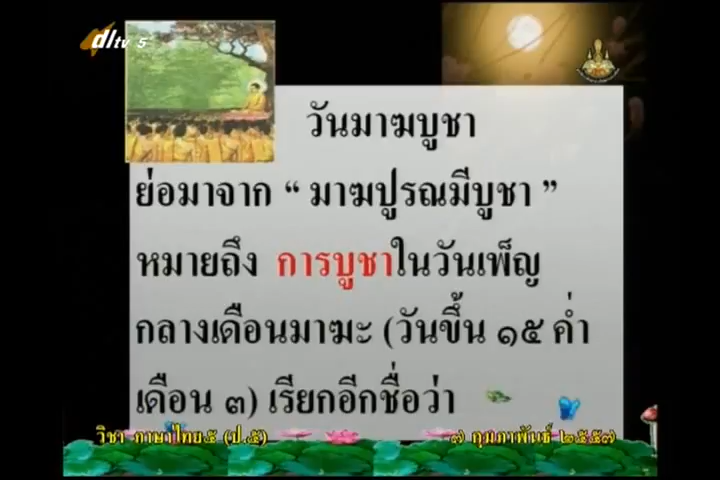 dltv 5
วันมาฆบูชา
ย่อมาจาก “ มาฆปูรณมีบูชา ”
หมายถึง การบูชาในวันเพ็ญ
กลางเดือนมาฆะ (วันขึ้น ๑๕ ค่ำ
เดือน ๓) เรียกอีกชื่อว่า
วิชา ภาษาไทย๕ (ป.๕)
๗ กุมภาพันธ์ ๒๕๕๗